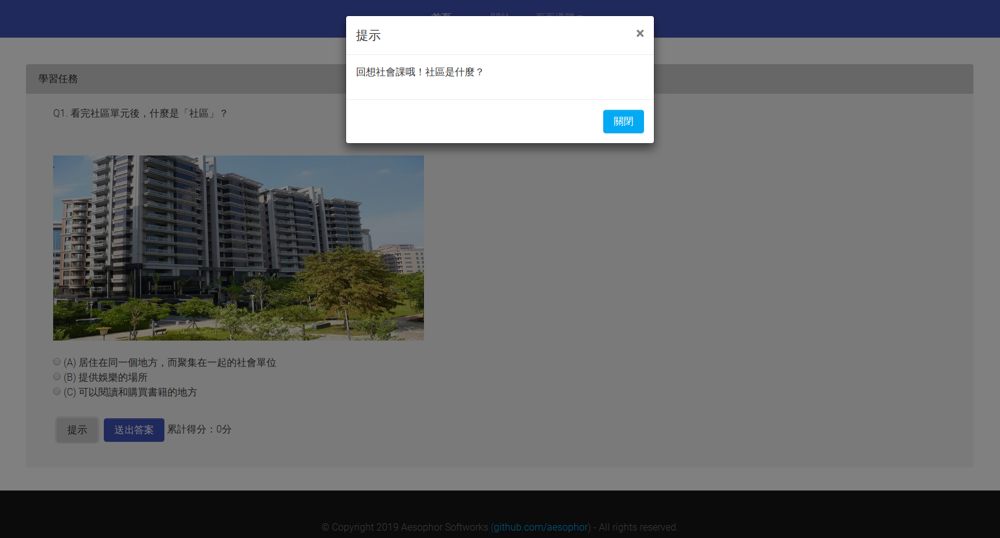 提示
×
回想社會課哦！社區是什麼？
關閉
學習任務
Q1. 看完社區單元後，什麼是「社區」？
(A) 居住在同一個地方，而聚集在一起的社會單位
(B) 提供娛樂的場所
(C) 可以閱讀和購買書籍的地方
提示 送出答案 累計得分：0分
© Copyright 2019 Aesophor Softworks (github.com/aesophor) - All rights reserved.